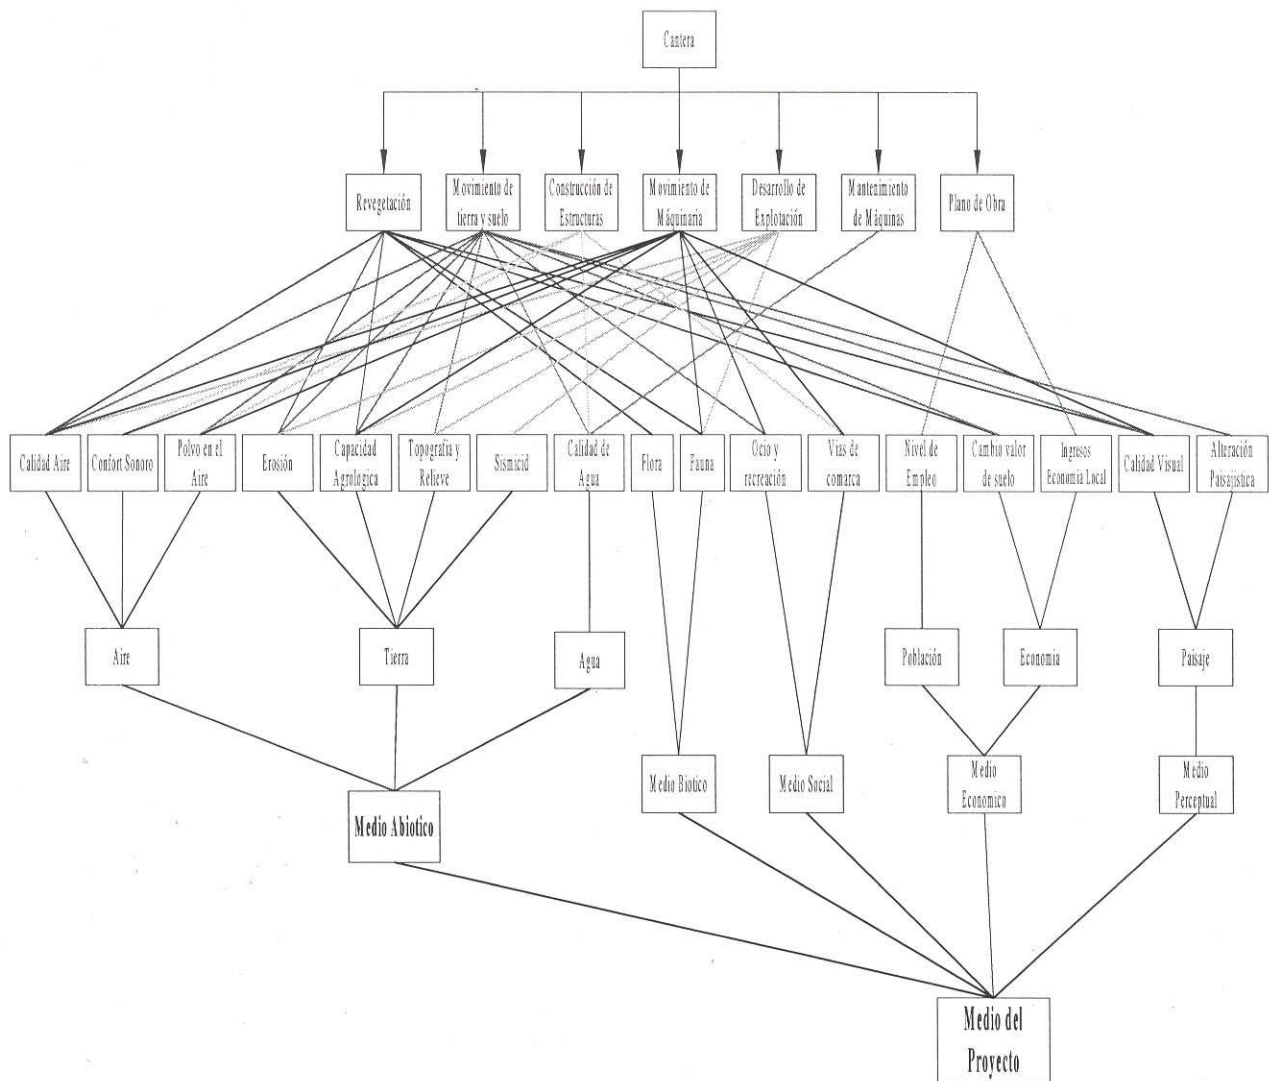 Cantera
Revegetación
Movimiento de
tierra y suelo
Construcción de
Estructuras
Movimiento de
Máquinaria
Desarrollo de
Explotación
Mantenimiento
de Máquinas
Plano de Obra
Calidad Aire
Confort Sonoro
Polvo en el
Aire
Erosión
Capacidad
Agrologica
Topografia y
Relieve
Sismicid
Calidad de
Agua
Flora
Fauna
Ocio y
recreación
Vias de
comarca
Nivel de
Empleo
Cambio valor
de suelo
Ingresos
Economia Local
Calidad Visual
Alteración
Paisajistica
Aire
Tierra
Agua
Población
Economia
Paisaje
Medio Abiotico
Medio Biotico
Medio Social
Medio
Economico
Medio
Perceptual
Medio del
Proyecto